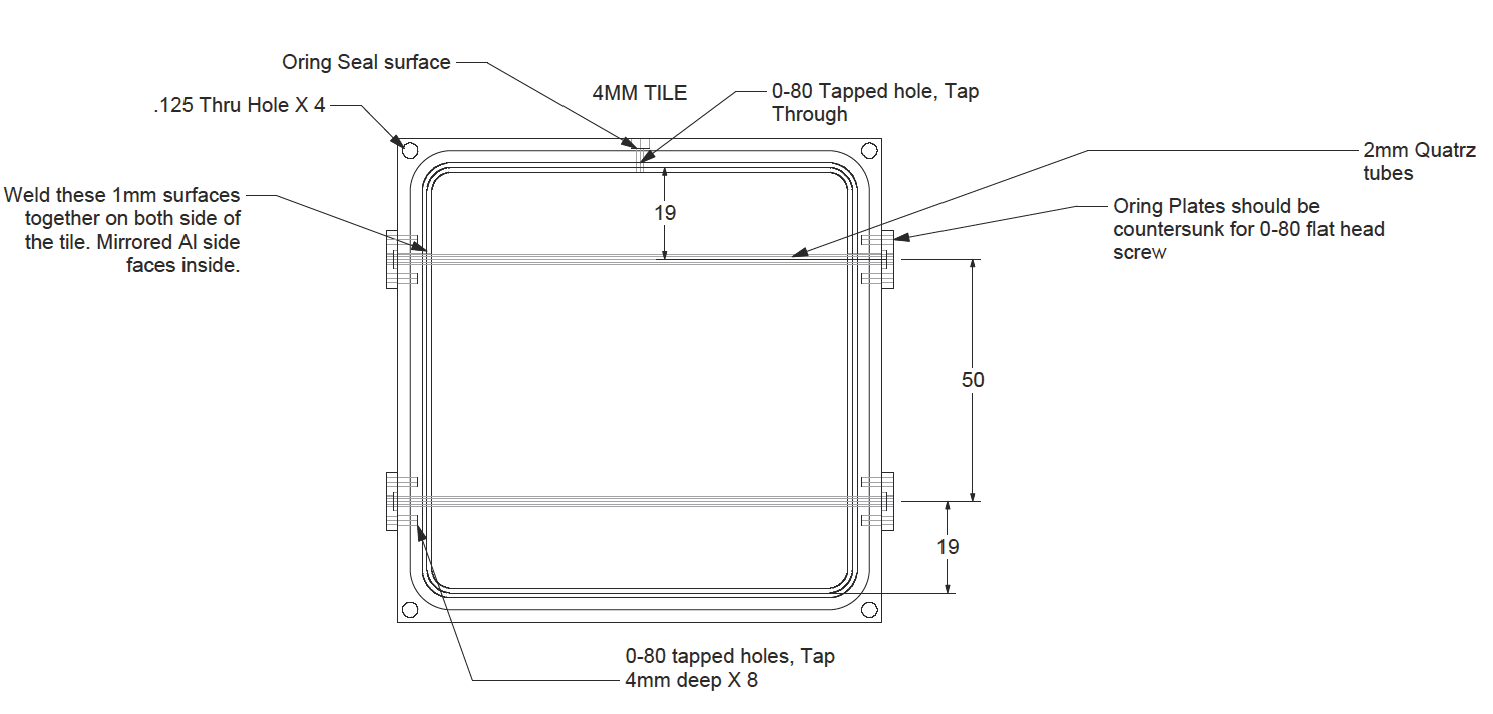 Oring Seal surface
4MM TILE
0-80 Tapped hole, Tap
Through
.125 Thru Hole X 4
2mm Quatrz
tubes
Weld these 1mm surfaces
together on both side of
the tile. Mirrored Al side
faces inside.
Oring Plates should be
countersunk for 0-80 flat head
screw
19
50
19
0-80 tapped holes, Tap
4mm deep X 8